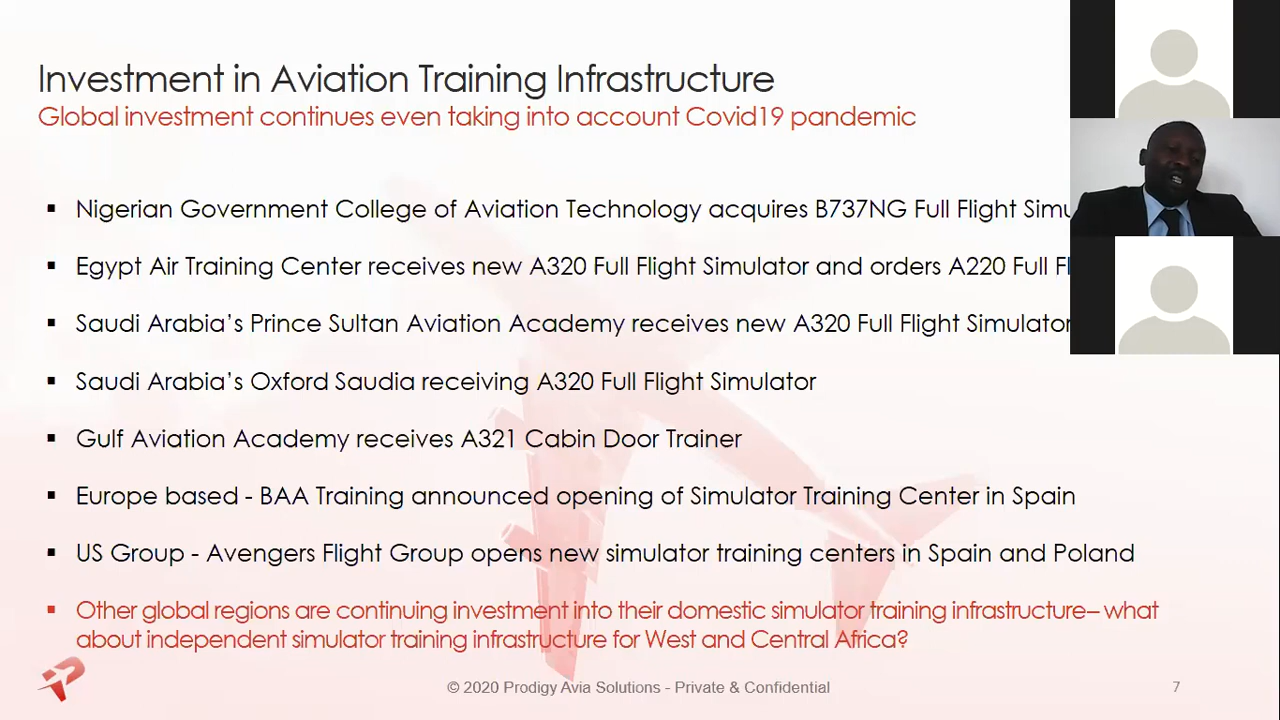 Investment in Aviation Training Infrastructure
Global investment continues even taking into account Covid19 pandemic
▪ Nigerian Government College of Aviation Technology acquires B737NG Full Flight
▪ Egypt Air Training Center receives new A320 Full Flight Simulator and orders A220 Full
▪ Saudi Arabia’s Prince Sultan Aviation Academy receives new A320 Full Flight Simulator
▪ Saudi Arabia’s Oxford Saudia receiving A320 Full Flight Simulator
▪ Gulf Aviation Academy receives A321 Cabin Door Trainer
▪ Europe based - BAA Training announced opening of Simulator Training Center in Spain
▪ US Group - Avengers Flight Group opens new simulator training centers in Spain and Poland
▪ Other global regions are continuing investment into their domestic simulator training infrastructure– what
about independent simulator training infrastructure for West and Central Africa?
© 2020 Prodigy Avia Solutions - Private & Confidential
7